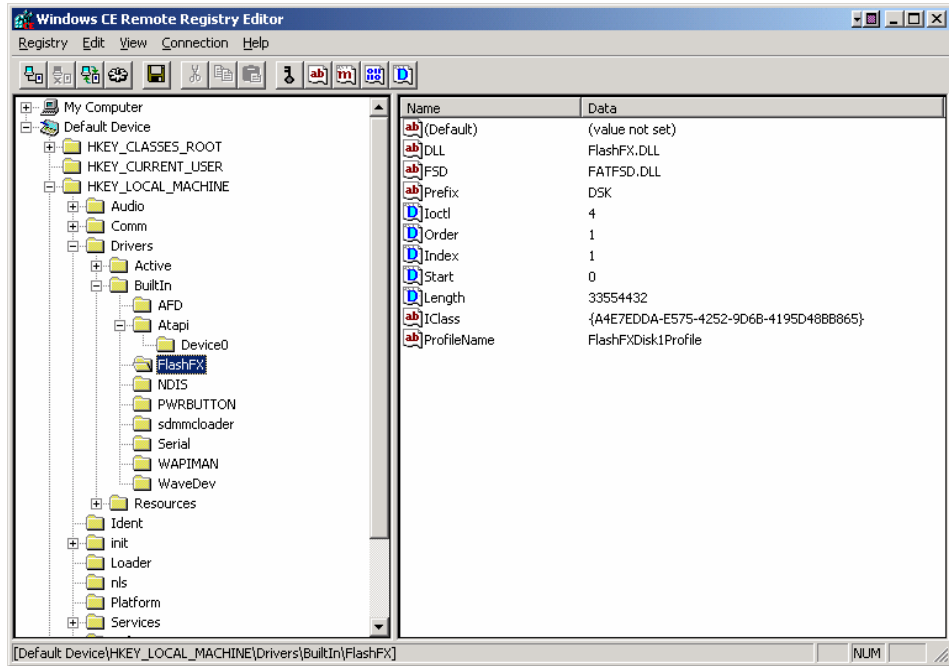 Windows CE Remote Registry Editor
Registry Edit View Connection Help
My Computer
Default Device
HKEY_CLASSES_ROOT
HKEY_CURRENT_USER
HKEY_LOCAL_MACHINE
Audio
Comm
Drivers
Active
BuiltIn
AFD
Atapi
Device0
FlashFX
NDIS
PWRBUTTON
sdmmcloader
Serial
WAPIMAN
WaveDev
Resources
Ident
init
Loader
nls
Platform
Services
Name Data
(Default) (value not set)
DLL FlashFX.DLL
FSD FATFSD.DLL
Prefix DSK
Ioctl 4
Order 1
Index 1
Start 0
Length 33554432
IClass {A4E7EDDA-E575-4252-9D6B-4195D48BB865}
ProfileName FlashFXDisk1Profile
[Default Device\HKEY_LOCAL_MACHINE\Drivers\BuiltIn\FlashFX] NUM